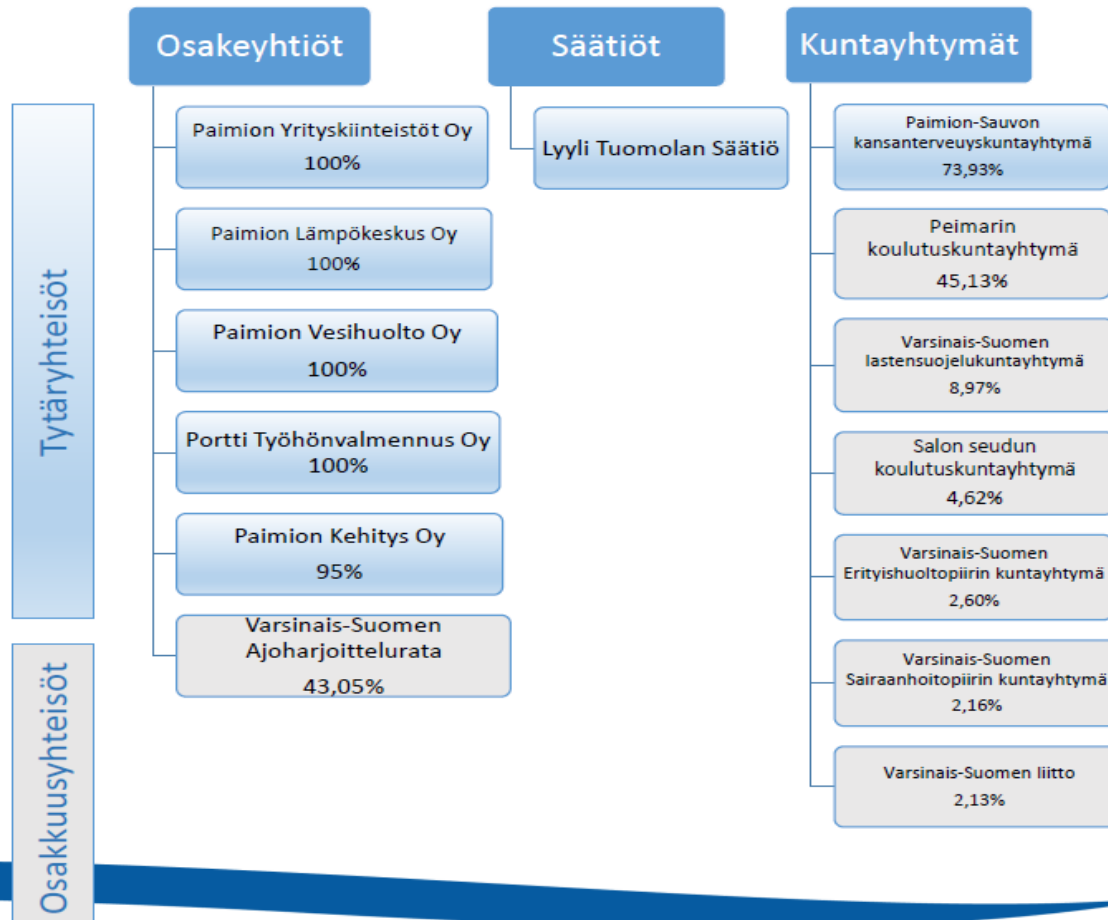 Osakeyhtiöt
Säätiöt
Kuntayhtymät
Tytäryhteisöt
Osakkuusyhteisöt
Paimion Yrityskiinteistöt Oy
100%
Paimion Lämpökeskus Oy
100%
Paimion Vesihuolto Oy
100%
Portti Työhönvalmennus Oy
100%
Paimion Kehitys Oy
95%
Varsinais-Suomen
Ajoharjoittelurata
43,05%
Lyyli Tuomolan Säätiö
Paimion-Sauvon
kansanterveuyskuntayhtymä
73,93%
Peimarin
koulutuskuntayhtymä
45,13%
Varsinais-Suomen
lastensuojelukuntayhtymä
8,97%
Salon seudun
koulutuskuntayhtymä
4,62%
Varsinais-Suomen
Erityishuoltopiirin kuntayhtymä
2,60%
Varsinais-Suomen
Sairaanhoitopiirin kuntayhtymä
2,16%
Varsinais-Suomen liitto
2,13%